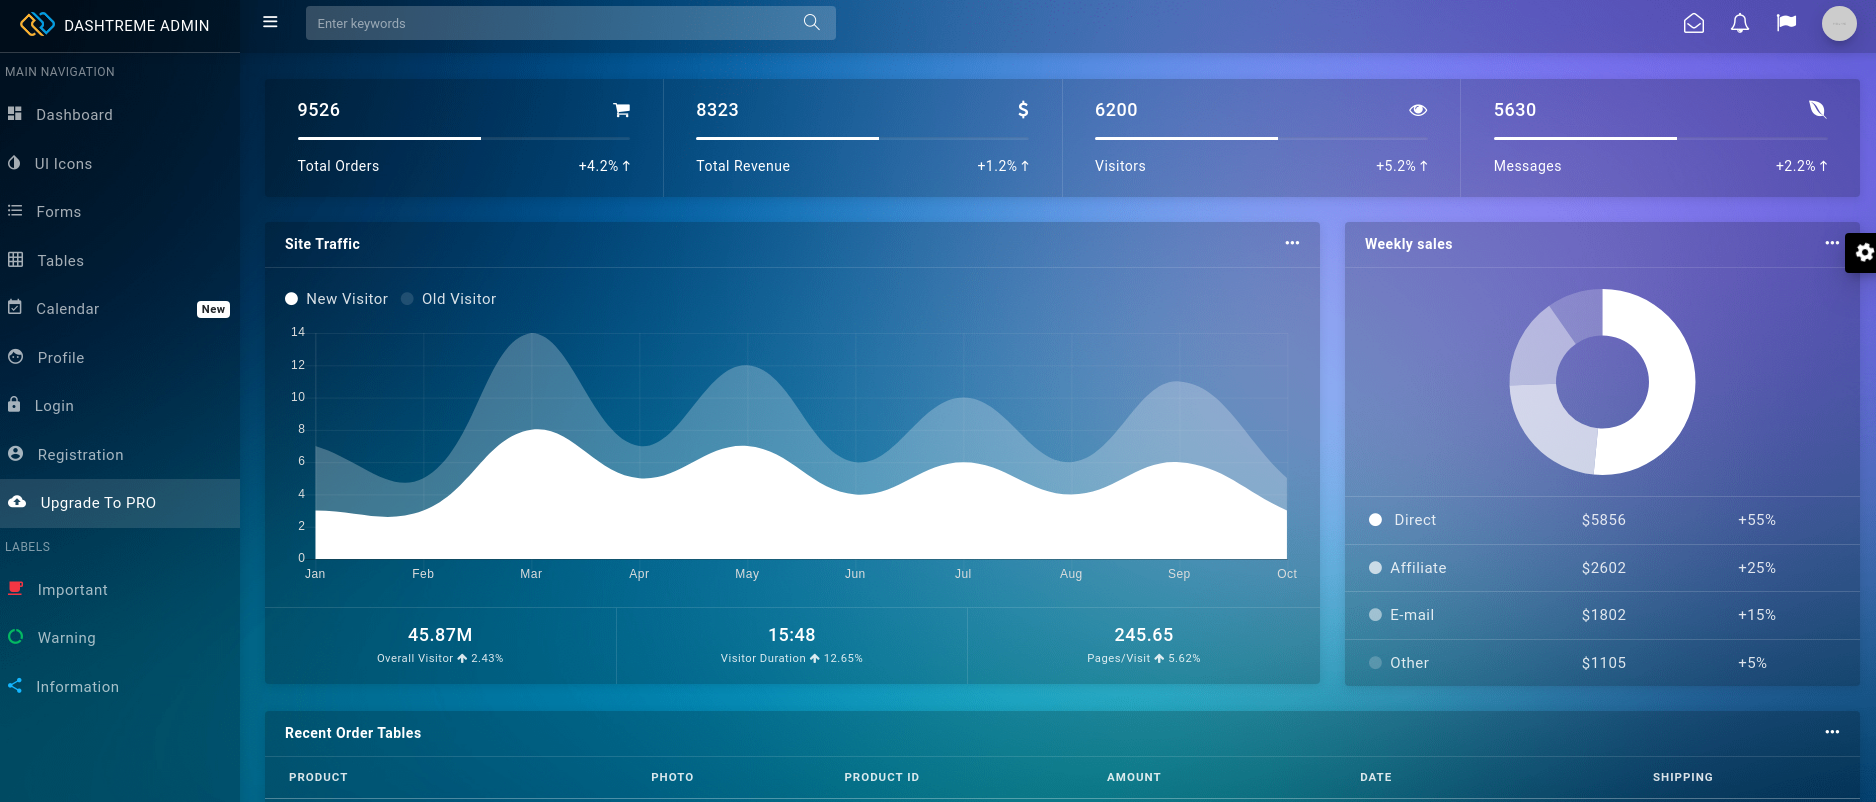 DASHTREME ADMIN
Enter keywords
MAIN NAVIGATION
Dashboard
UI Icons
Forms
Tables
Calendar New
Profile
Login
Registration
Upgrade To PRO
LABELS
Important
Warning
Information
9526
Total Orders +4.2%
8323 $
Total Revenue +1.2%
6200
Visitors +5.2%
5630
Messages +2.2%
Site Traffic
New Visitor Old Visitor
14
12
10
8
6
4
2
0
Jan Feb Mar Apr May Jun Jul Aug Sep Oct
45.87M
Overall Visitor 2.43%
15:48
Visitor Duration 12.65%
245.65
Pages/Visit 5.62%
Weekly sales
Direct $5856 +55%
Affiliate $2602 +25%
E-mail $1802 +15%
Other $1105 +5%
Recent Order Tables
PRODUCT PHOTO PRODUCT ID AMOUNT DATE SHIPPING